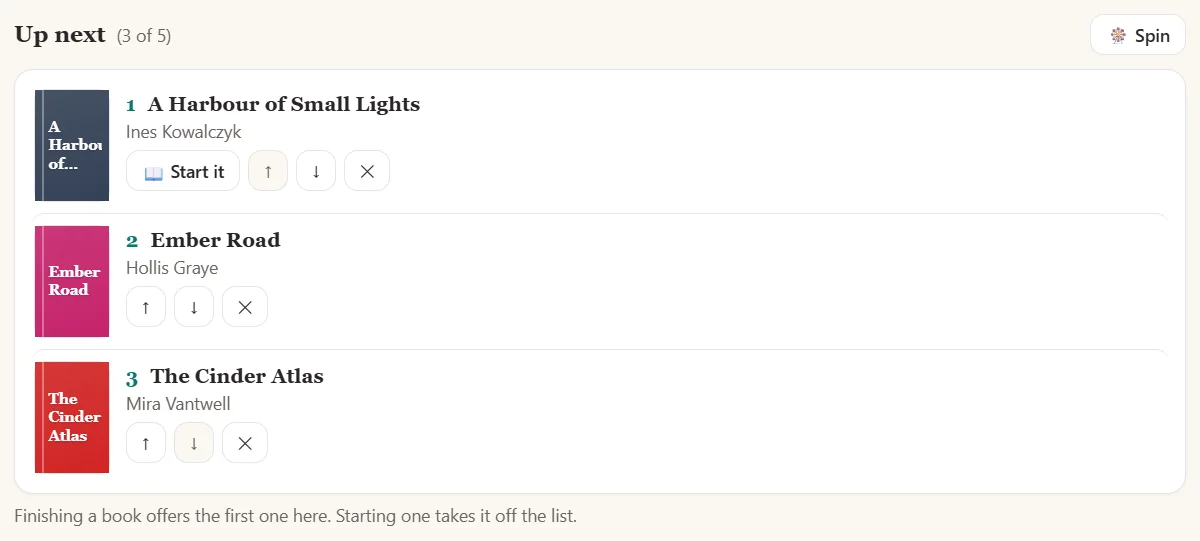 Up next (3 of 5)
Spin
A
Harbou
of...
1 A Harbour of Small Lights
Ines Kowalczyk
Start it ↑ ↓ ×
Ember
Road
2 Ember Road
Hollis Graye
↑ ↓ ×
The
Cinder
Atlas
3 The Cinder Atlas
Mira Vantwell
↑ ↓ ×
Finishing a book offers the first one here. Starting one takes it off the list.